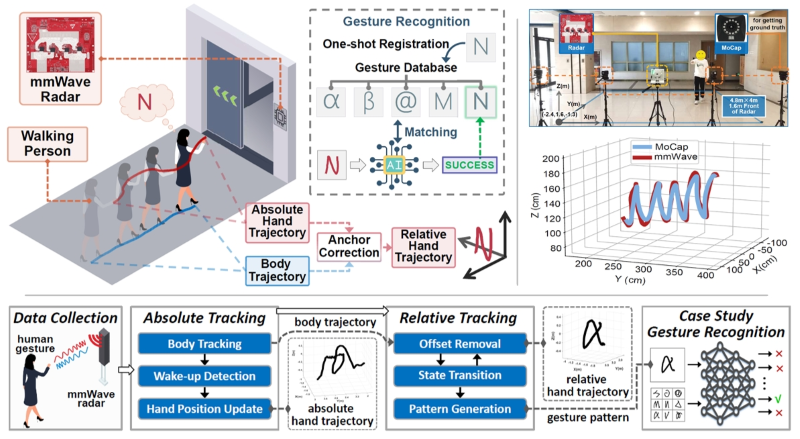 mmWave
Radar
Walking
Person
N
Gesture Recognition
One-shot Registration
N
Gesture Database
α β @ M N
Matching
N
AI
SUCCESS
Absolute
Hand
Trajectory
Body
Trajectory
Anchor
Correction
Relative
Hand
Trajectory
N
Radar
MoCap
for getting
ground truth
Z(m)
Y(m)
X(m)
(-2.4,1.6,-1.3)
4.8m×4m
1.6m Front
of Radar
MoCap
mmWave
Z (cm)
200
180
160
140
120
100
80
200 250 300 350 400
Y (cm)
100 50 0 -50 -100
X(cm)
Data Collection
human
gesture
mmWave
radar
Absolute Tracking
Body Tracking
Wake-up Detection
Hand Position Update
body trajectory
absolute
hand trajectory
Relative Tracking
Offset Removal
State Transition
Pattern Generation
α
relative
hand trajectory
gesture pattern
Case Study
Gesture Recognition
α